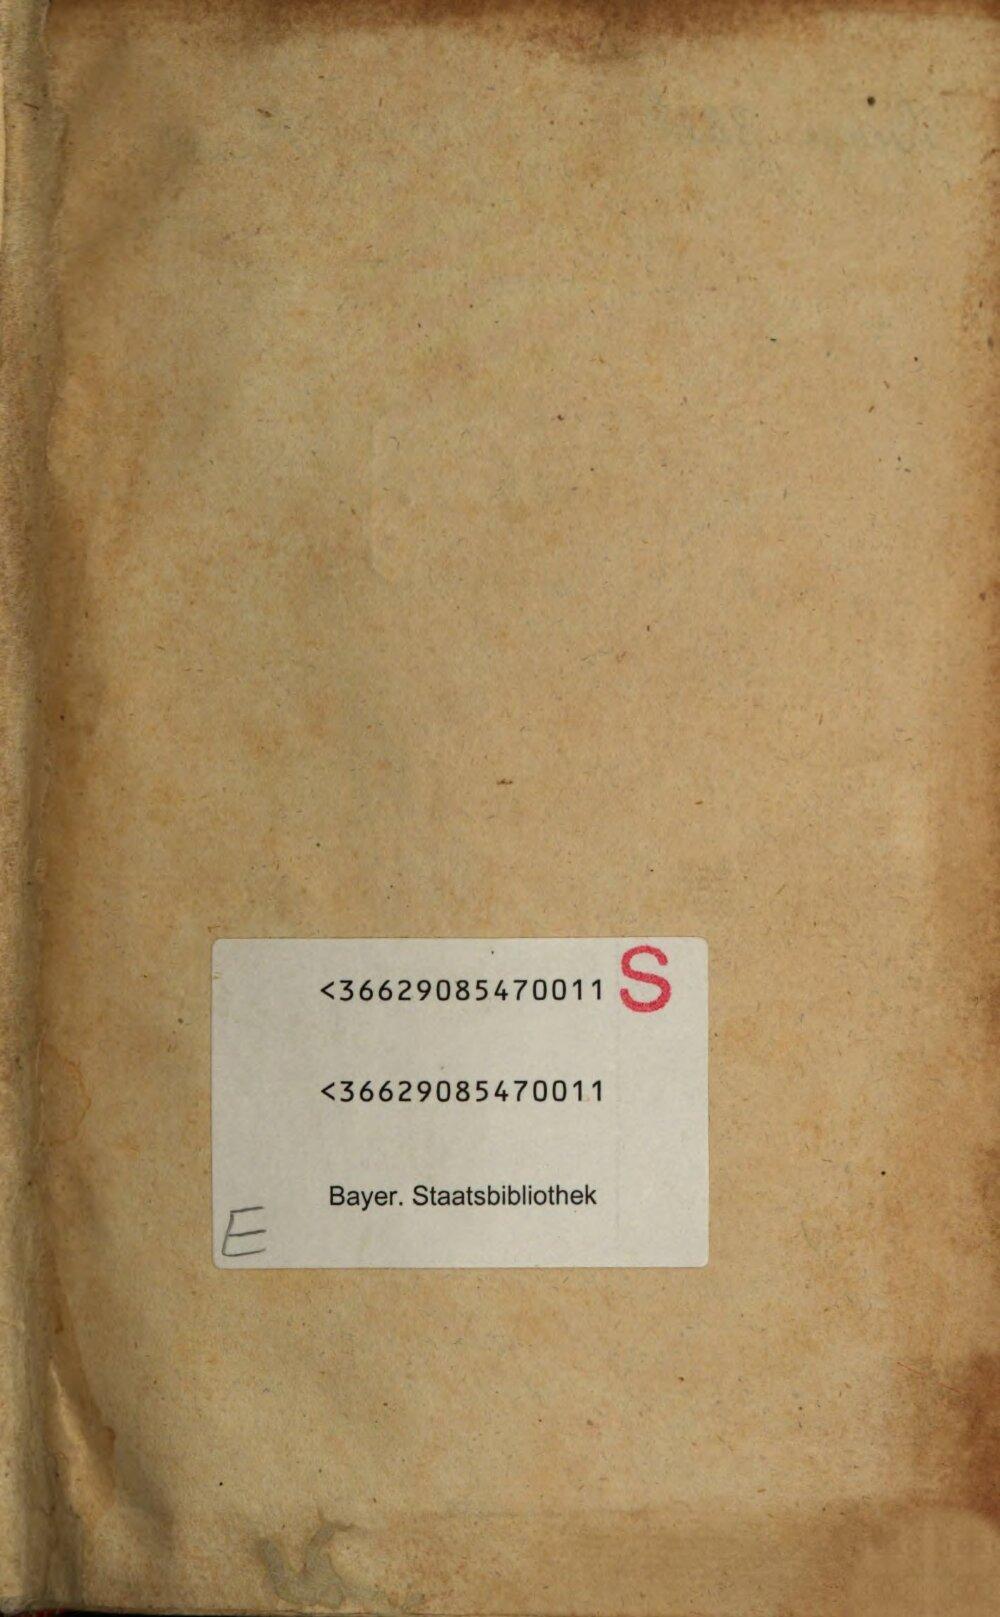 <36629085470011 S
<36629085470011
Bayer. Staatsbibliothek
E